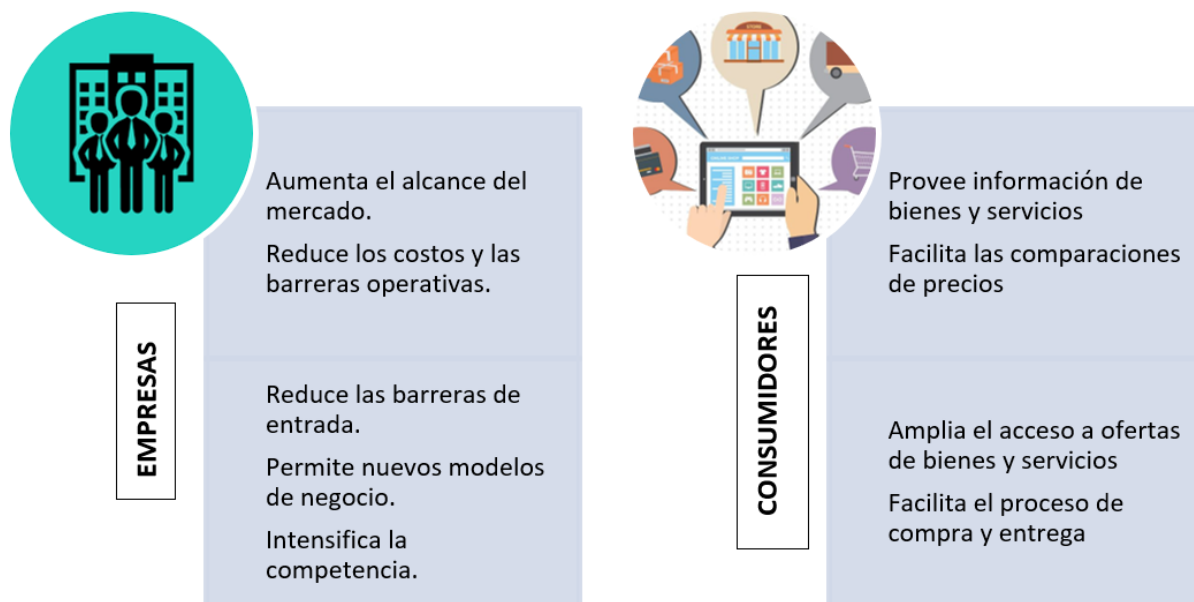 Aumenta el alcance del
mercado.
Reduce los costos y las
barreras operativas.
EMPRESAS
Reduce las barreras de
entrada.
Permite nuevos modelos
de negocio.
Intensifica la
competencia.
STORE
Provee información de
bienes y servicios
Facilita las comparaciones
de precios
CONSUMIDORES
Amplia el acceso a ofertas
de bienes y servicios
Facilita el proceso de
compra y entrega